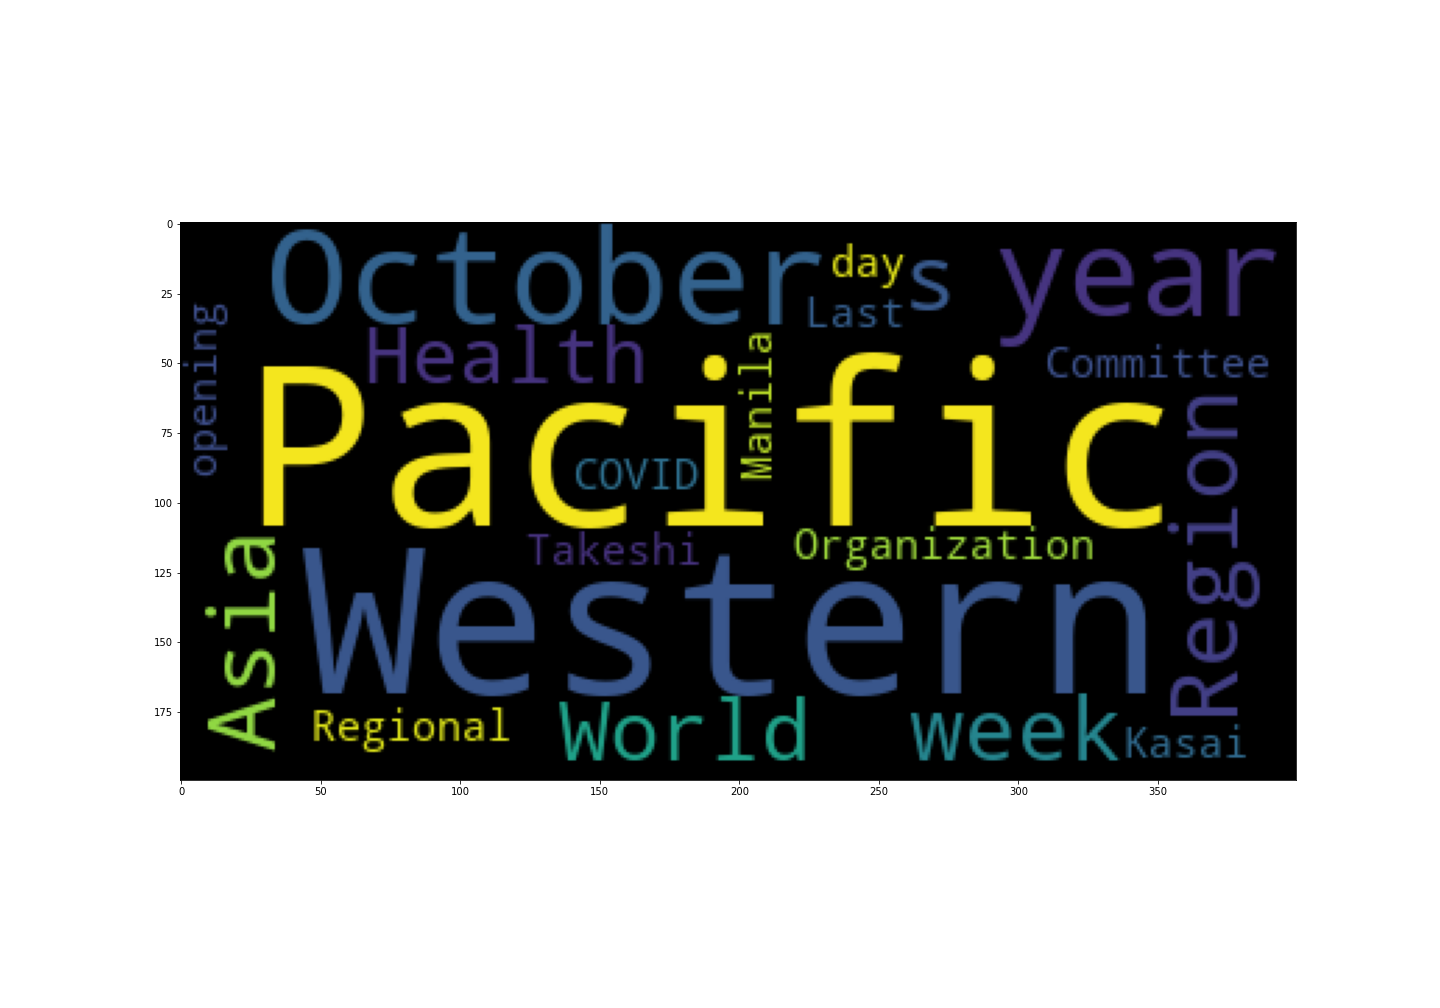 0
25
50
75
100
125
150
175
October
day
s
year
Last
opening
Health
Manila
Committee
Pacific
COVID
Region
Asia
Takeshi
Organization
Western
Regional
World
week
Kasai
0
50
100
150
200
250
300
350